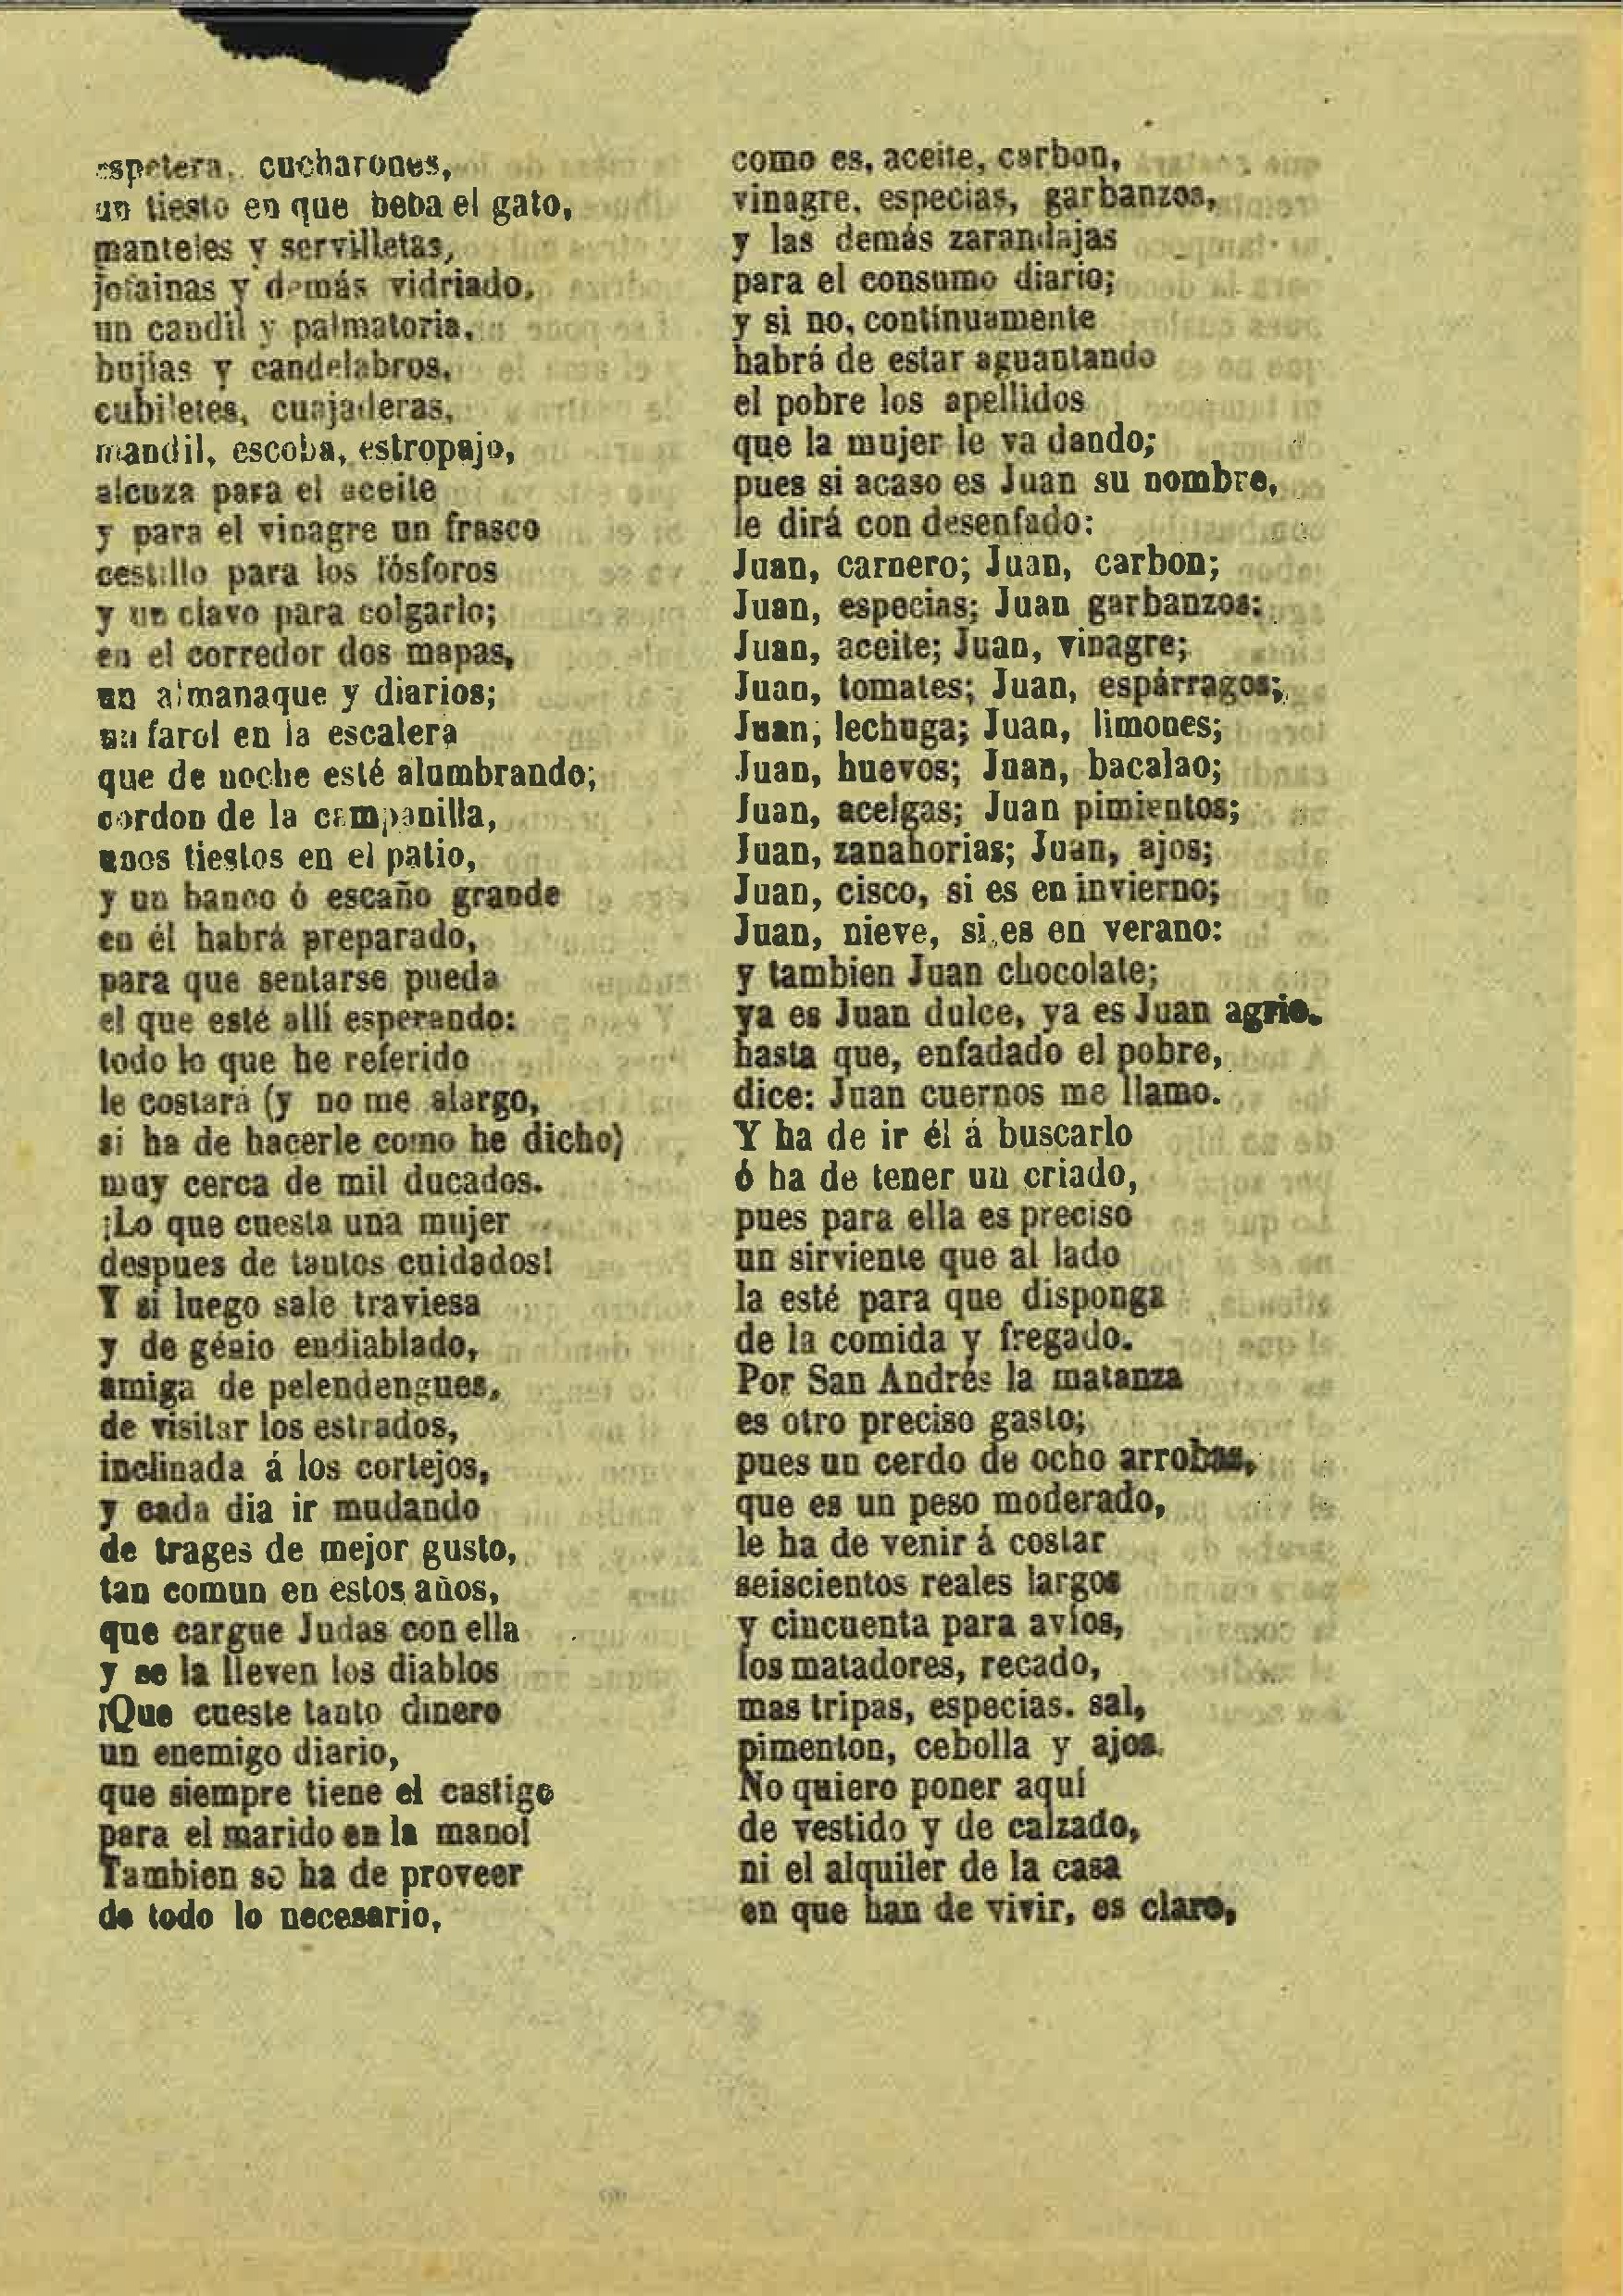 espetera, cucharones,
un tiesto en que beba el gato,
manteles y servilletas,
jofainas y demás vidriado,
un candil y palmatoria,
bujias y candelabros,
cubiletes, cuajaderas,
mandil, escoba, estropajo,
alcuza para el aceite
y para el vinagre un frasco
cestillo para los fósforos
y un clavo para colgarlo;
en el corredor dos mapas,
un almanaque y diarios;
un farol en la escalera
que de noche esté alumbrando;
cordon de la campanilla,
unos tiestos en el patio,
y un banco ó escaño grande
en él habrá preparado,
para que sentarse pueda
el que esté allí esperando:
todo lo que he referido
le costará (y no me alargo,
si ha de hacerle como he dicho)
muy cerca de mil ducados.
¡Lo que cuesta una mujer
despues de tantos cuidados!
Y si luego sale traviesa
y de génio endiablado,
amiga de pelendengues,
de visitar los estrados,
inclinada á los cortejos,
y cada dia ir mudando
de trages de mejor gusto,
tan comun en estos años,
que cargue Judas con ella
y se la lleven los diablos
¡Que cueste tanto dinero
un enemigo diario,
que siempre tiene el castigo
para el marido en la mano!
Tambien se ha de proveer
de todo lo necesario,
como es, aceite, carbon,
vinagre, especias, garbanzos,
y las demás zarandajas
para el consumo diario;
y si no, continuamente
habrá de estar aguantando
el pobre los apellidos
que la mujer le va dando;
pues si acaso es Juan su nombre,
le dirá con desenfado:
Juan, carnero; Juan, carbon;
Juan, especias; Juan garbanzos;
Juan, aceite; Juan, vinagre;
Juan, tomates; Juan, espárragos;
Juan, lechuga; Juan, limones;
Juan, huevos; Juan, bacalao;
Juan, acelgas; Juan pimientos;
Juan, zanahorias; Juan, ajos;
Juan, cisco, si es en invierno;
Juan, nieve, si es en verano:
y tambien Juan chocolate;
ya es Juan dulce, ya es Juan agrio.
hasta que, enfadado el pobre,
dice: Juan cuernos me llamo.
Y ha de ir él á buscarlo
ó ha de tener un criado,
pues para ella es preciso
un sirviente que al lado
la esté para que disponga
de la comida y fregado.
Por San Andrés la matanza
es otro preciso gasto;
pues un cerdo de ocho arrobas,
que es un peso moderado,
le ha de venir á costar
seiscientos reales largos
y cincuenta para avíos,
los matadores, recado,
mas tripas, especias. sal,
pimenton, cebolla y ajos.
No quiero poner aquí
de vestido y de calzado,
ni el alquiler de la casa
en que han de vivir, es claro,